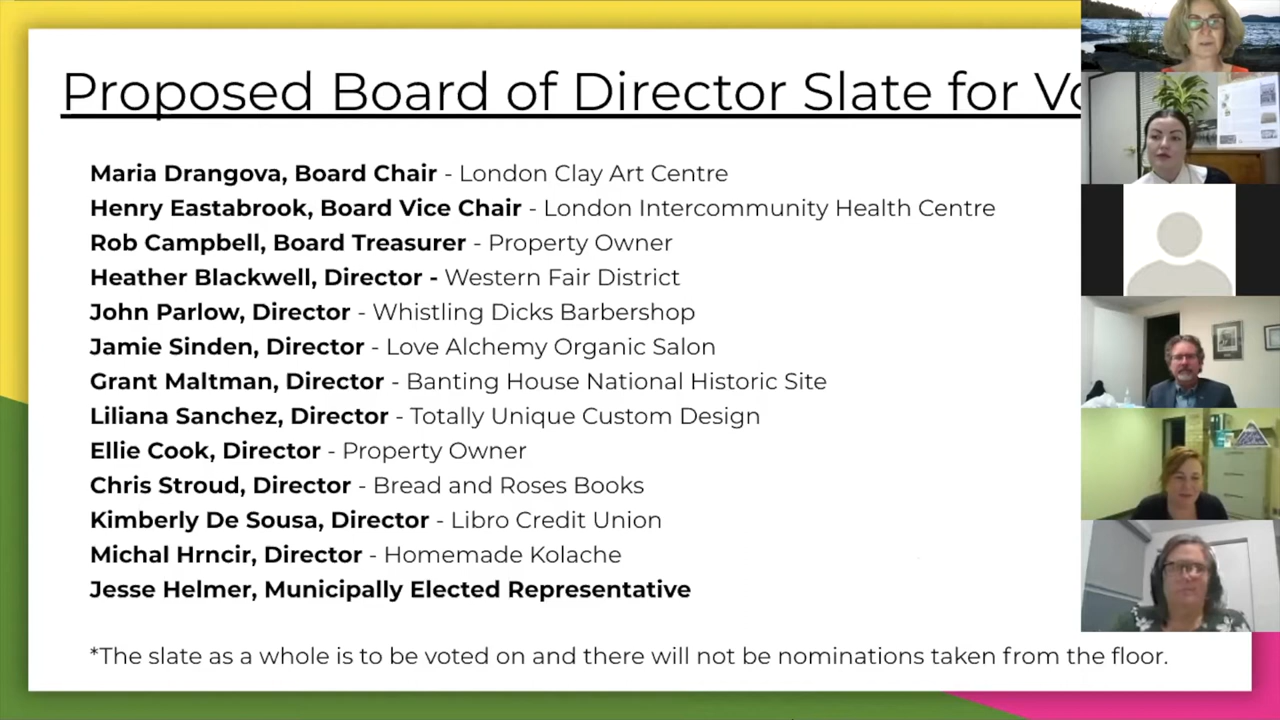 Proposed Board of Director Slate for Vo
Maria Drangova, Board Chair - London Clay Art Centre
Henry Eastabrook, Board Vice Chair - London Intercommunity Health Centre
Rob Campbell, Board Treasurer - Property Owner
Heather Blackwell, Director - Western Fair District
John Parlow, Director - Whistling Dicks Barbershop
Jamie Sinden, Director - Love Alchemy Organic Salon
Grant Maltman, Director - Banting House National Historic Site
Liliana Sanchez, Director - Totally Unique Custom Design
Ellie Cook, Director - Property Owner
Chris Stroud, Director - Bread and Roses Books
Kimberly De Sousa, Director - Libro Credit Union
Michal Hrncir, Director - Homemade Kolache
Jesse Helmer, Municipally Elected Representative
*The slate as a whole is to be voted on and there will not be nominations taken from the floor.